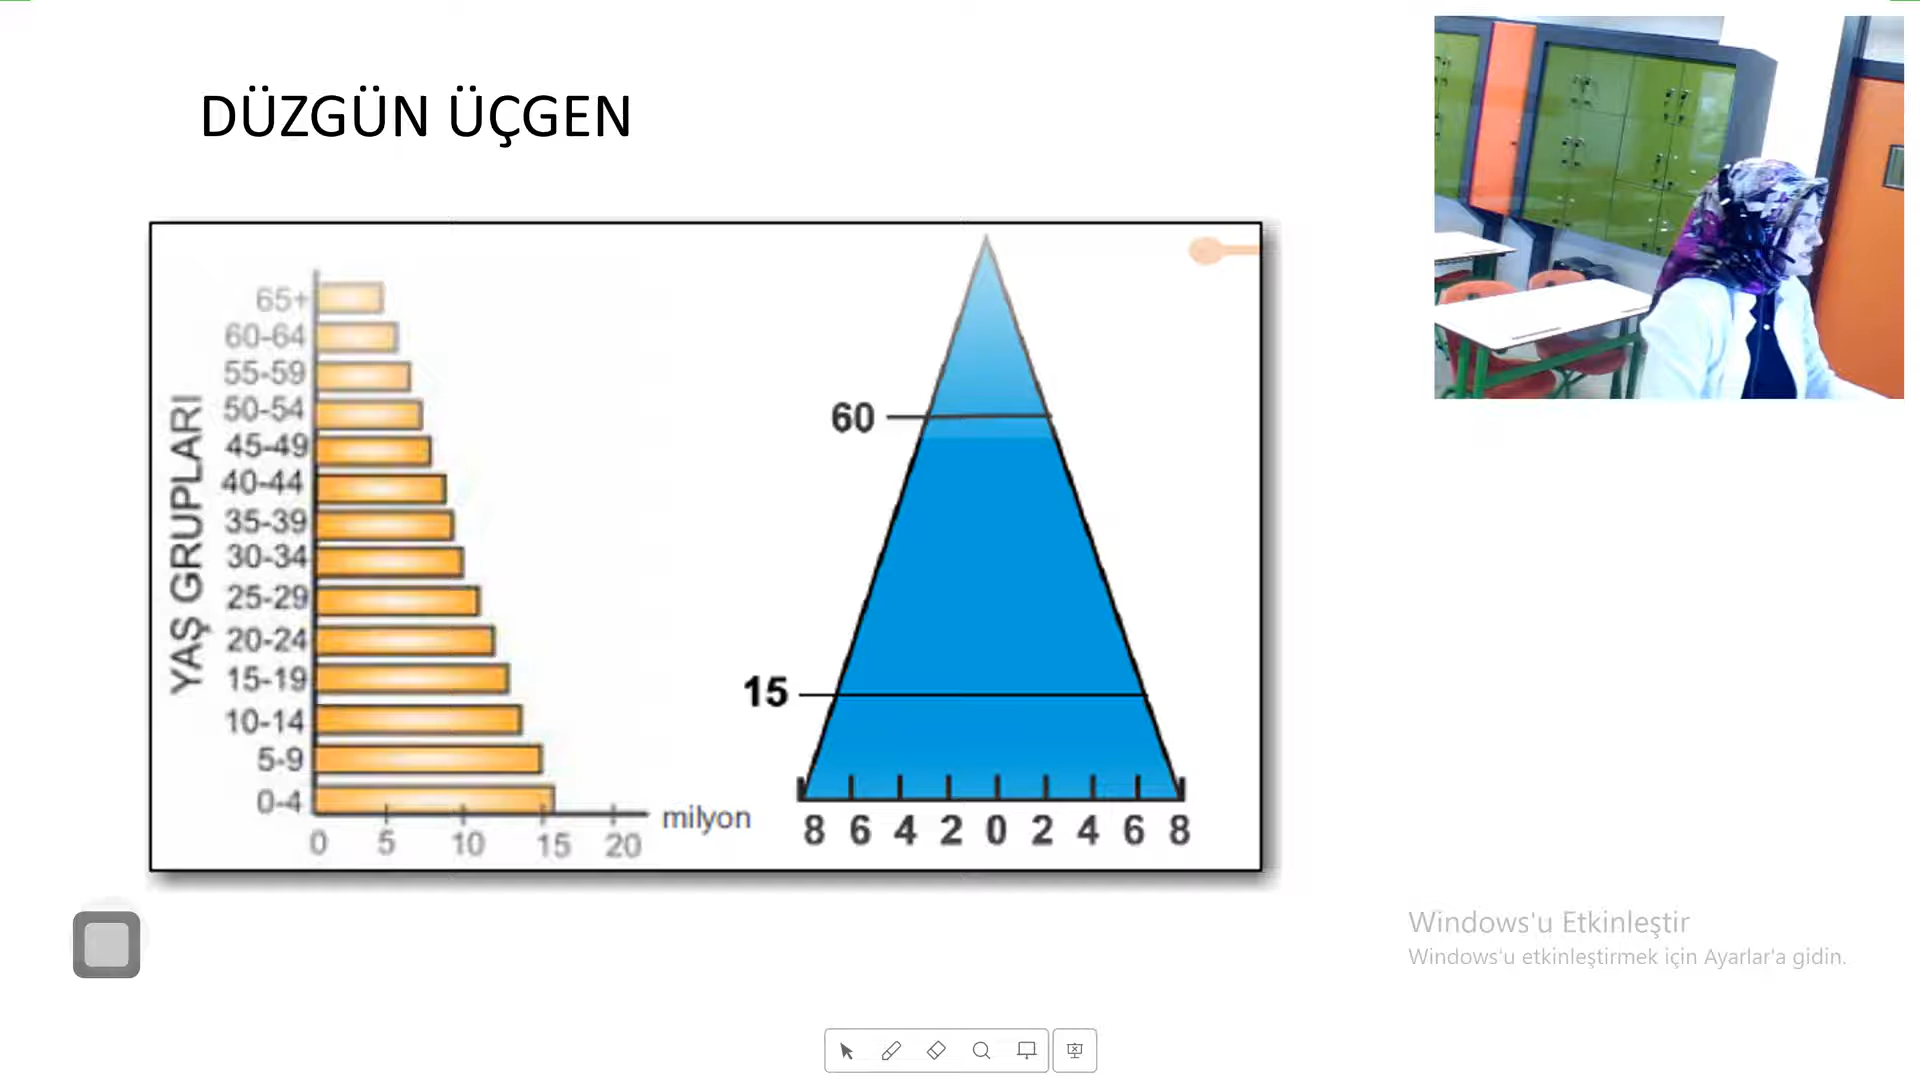 DÜZGÜN ÜÇGEN
YAŞ GRUPLARI
65+
60-64
55-59
50-54
45-49
40-44
35-39
30-34
25-29
20-24
15-19
10-14
5-9
0-4
0 5 10 15 20
milyon
60
15
8 6 4 2 0 2 4 6 8
Windows'u Etkinleştir
Windows'u etkinleştirmek için Ayarlar'a gidin.